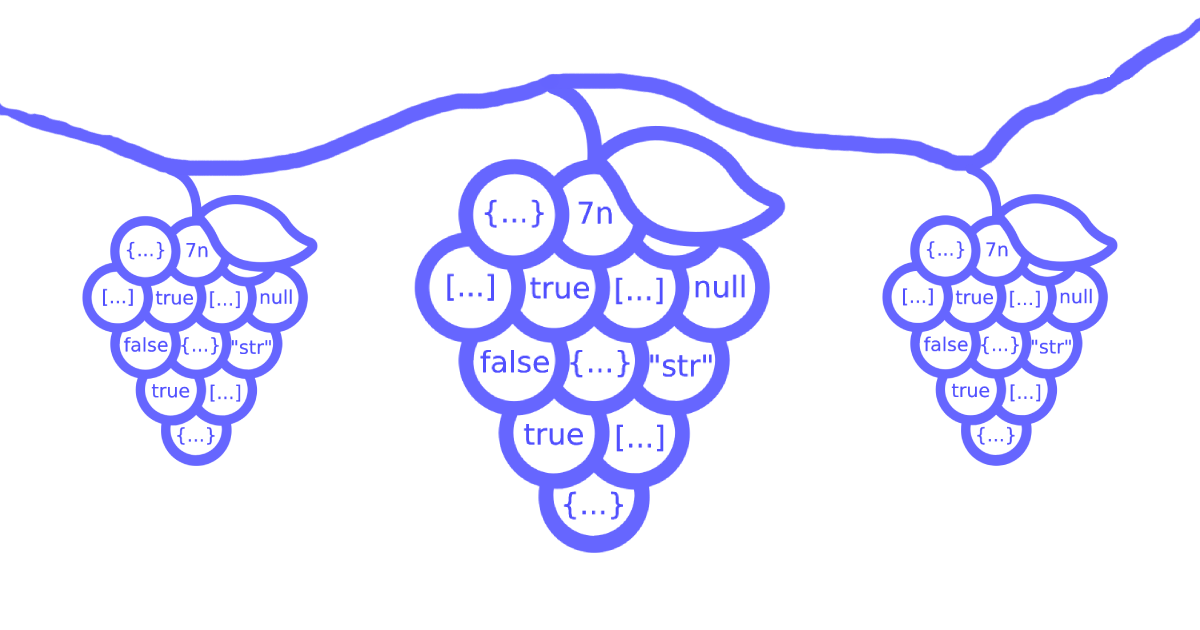 {...} 7n
[...] true [...] null
false {...} "str"
true [...]
{...}
{...} 7n
[...] true [...] null
false {...} "str"
true [...]
{...}
{...} 7n
[...] true [...] null
false {...} "str"
true [...]
{...}